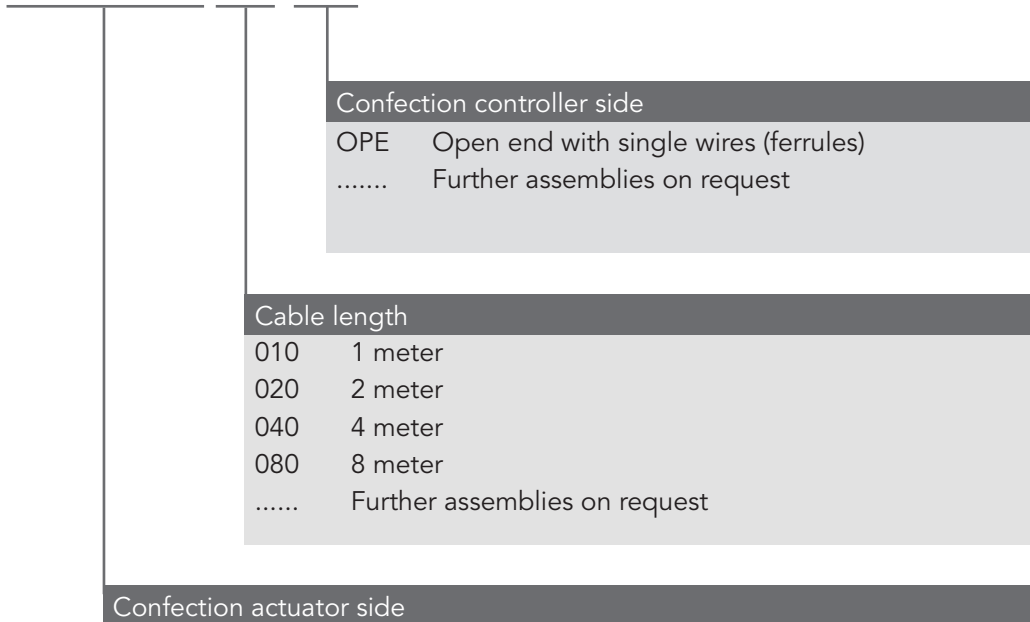 Confection controller side
OPE Open end with single wires (ferrules)
....... Further assemblies on request
Cable length
010 1 meter
020 2 meter
040 4 meter
080 8 meter
...... Further assemblies on request
Confection actuator side